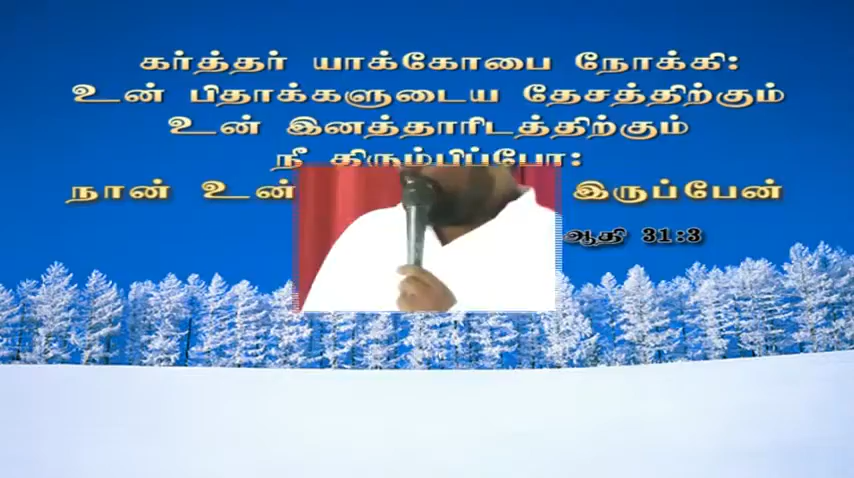 கர்த்தர் யாக்கோபை நோக்கி:
உன் பிதாக்களுடைய தேசத்திற்கும்
உன் இனத்தாரிடத்திற்கும்
நீ திரும்பிப்போ:
நான் உன் இருப்பேன்
ஆதி 31:3